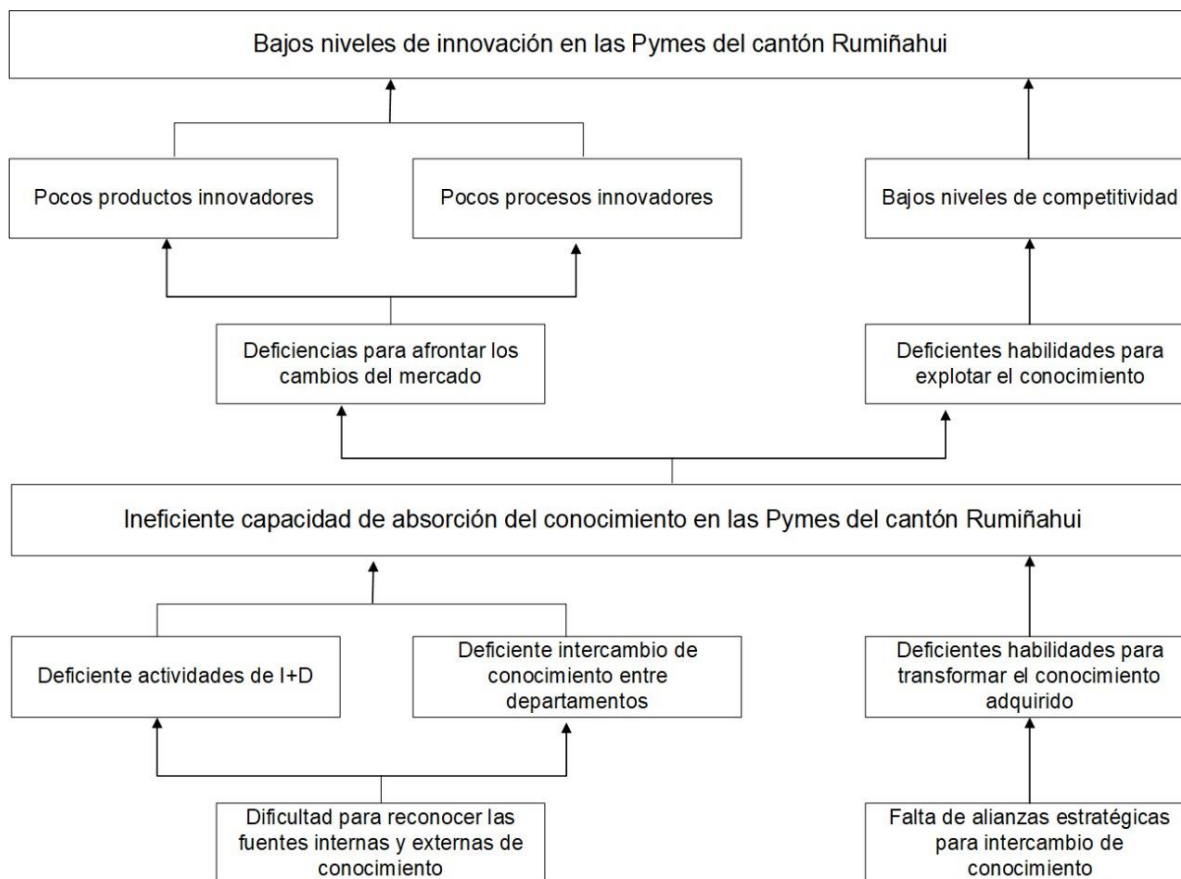 Bajos niveles de innovación en las Pymes del cantón Rumiñahui
Pocos productos innovadores
Pocos procesos innovadores
Bajos niveles de competitividad
Deficiencias para afrontar los
cambios del mercado
Deficientes habilidades para
explotar el conocimiento
Ineficiente capacidad de absorción del conocimiento en las Pymes del cantón Rumiñahui
Deficiente actividades de I+D
Deficiente intercambio de
conocimiento entre
departamentos
Deficientes habilidades para
transformar el conocimiento
adquirido
Dificultad para reconocer las
fuentes internas y externas de
conocimiento
Falta de alianzas estratégicas
para intercambio de
conocimiento